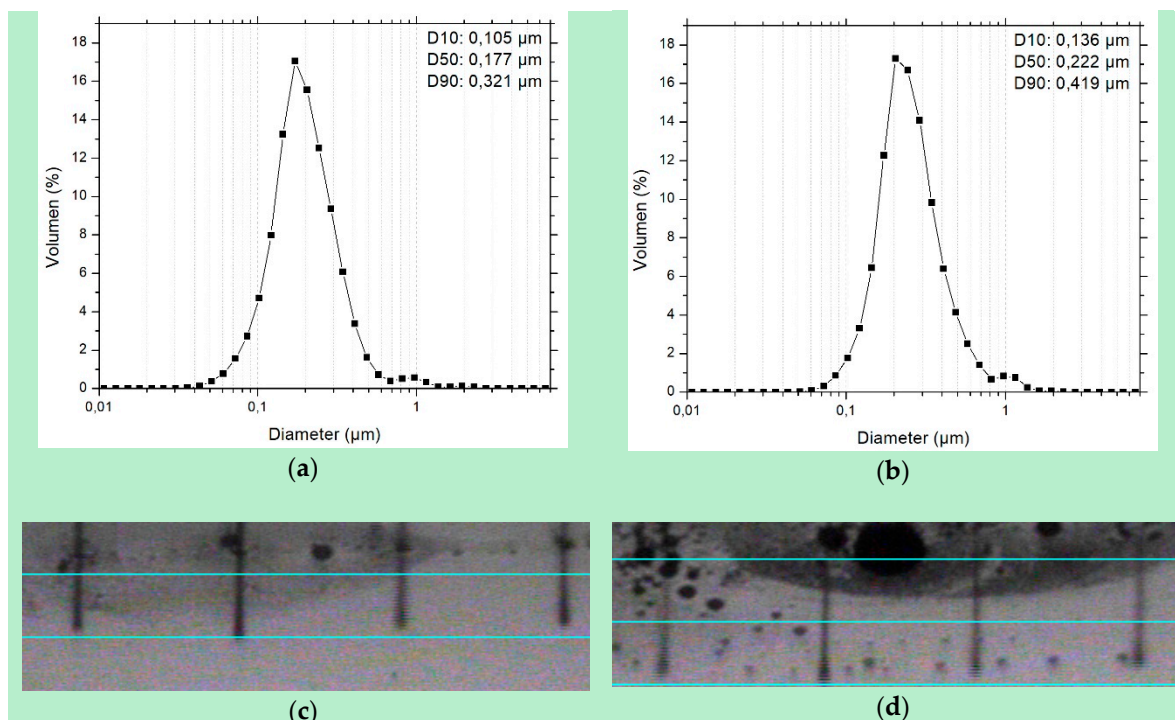 D10: 0,105 µm
D50: 0,177 µm
D90: 0,321 µm
18
16
14
12
10
8
6
4
2
0
Volumen (%)
0,01
0,1
1
Diameter (µm)
(a)
D10: 0,136 µm
D50: 0,222 µm
D90: 0,419 µm
18
16
14
12
10
8
6
4
2
0
Volumen (%)
0,01
0,1
1
Diameter (µm)
(b)
(c)
(d)